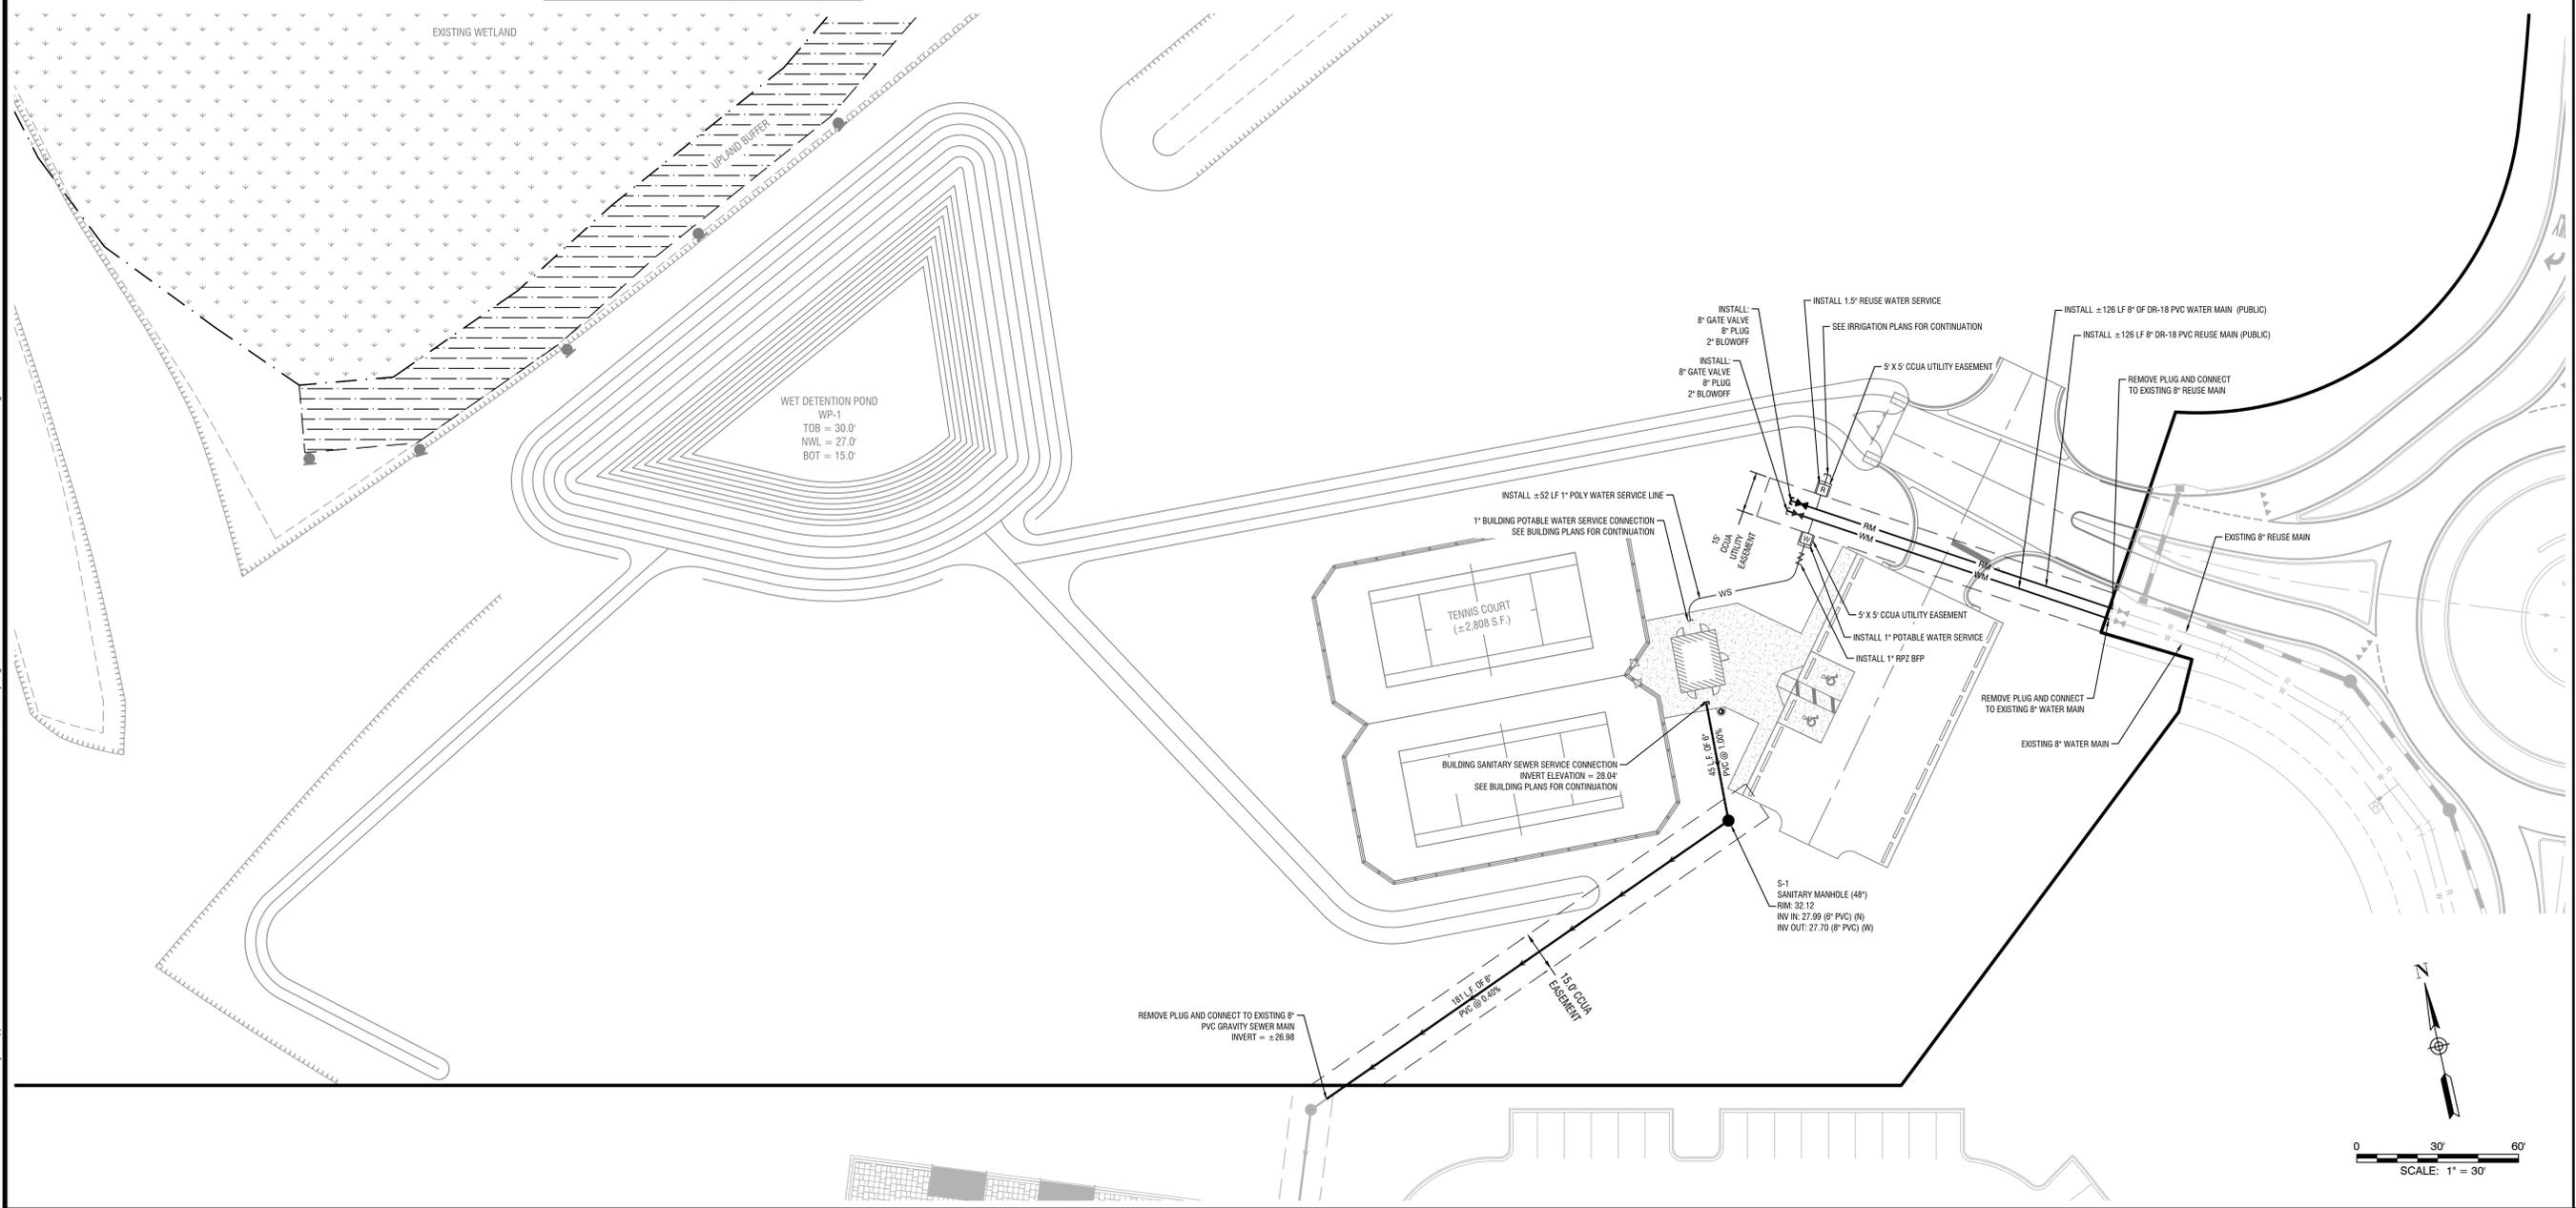 EXISTING WETLAND
UPLAND BUFFER
WET DETENTION POND
WP-1
TOB = 30.0'
NWL = 27.0'
BOT = 15.0'
INSTALL:
8" GATE VALVE
8" PLUG
2" BLOWOFF
INSTALL:
8" GATE VALVE
8" PLUG
2" BLOWOFF
INSTALL 1.5" REUSE WATER SERVICE
SEE IRRIGATION PLANS FOR CONTINUATION
5' X 5' CCUA UTILITY EASEMENT
INSTALL ±126 LF 8" OF DR-18 PVC WATER MAIN (PUBLIC)
INSTALL ±126 LF 8" DR-18 PVC REUSE MAIN (PUBLIC)
REMOVE PLUG AND CONNECT
TO EXISTING 8" REUSE MAIN
INSTALL ±52 LF 1" POLY WATER SERVICE LINE
1" BUILDING POTABLE WATER SERVICE CONNECTION
SEE BUILDING PLANS FOR CONTINUATION
15'
CCUA
UTILITY
EASEMENT
R
W
RM
WM
RM
WM
WS
EXISTING 8" REUSE MAIN
TENNIS COURT
(±2,808 S.F.)
5' X 5' CCUA UTILITY EASEMENT
INSTALL 1" POTABLE WATER SERVICE
INSTALL 1" RPZ BFP
REMOVE PLUG AND CONNECT
TO EXISTING 8" WATER MAIN
EXISTING 8" WATER MAIN
45 L.F. OF 6"
PVC @ 1.00%
BUILDING SANITARY SEWER SERVICE CONNECTION
INVERT ELEVATION = 28.04'
SEE BUILDING PLANS FOR CONTINUATION
S-1
SANITARY MANHOLE (48")
RIM: 32.12
INV IN: 27.99 (6" PVC) (N)
INV OUT: 27.70 (8" PVC) (W)
181 L.F. OF 8"
PVC @ 0.40%
15.0' CCUA
EASEMENT
REMOVE PLUG AND CONNECT TO EXISTING 8"
PVC GRAVITY SEWER MAIN
INVERT = ±26.98
N
0 30' 60'
SCALE: 1" = 30'